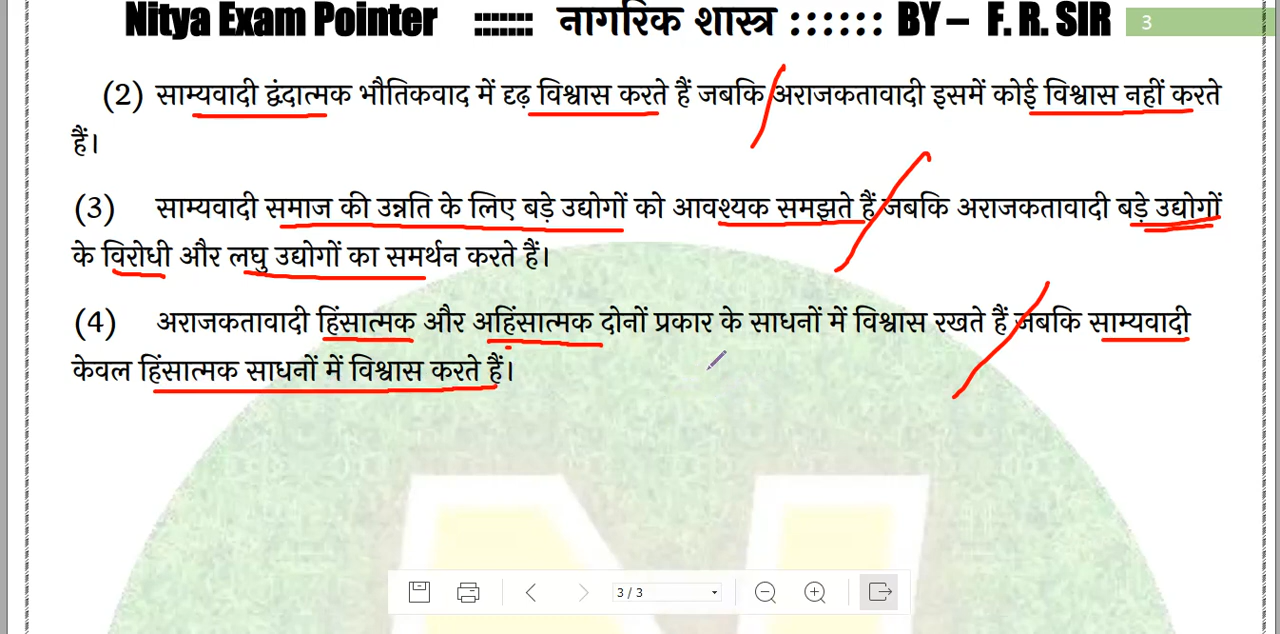 Nitya Exam Pointer ::::::: नागरिक शास्त्र :::::: BY – F. R. SIR 3
(2) साम्यवादी द्वंदात्मक भौतिकवाद में दृढ़ विश्वास करते हैं जबकि अराजकतावादी इसमें कोई विश्वास नहीं करते
हैं।
(3) साम्यवादी समाज की उन्नति के लिए बड़े उद्योगों को आवश्यक समझते हैं जबकि अराजकतावादी बड़े उद्योगों
के विरोधी और लघु उद्योगों का समर्थन करते हैं।
(4) अराजकतावादी हिंसात्मक और अहिंसात्मक दोनों प्रकार के साधनों में विश्वास रखते हैं जबकि साम्यवादी
केवल हिंसात्मक साधनों में विश्वास करते हैं।
3 / 3